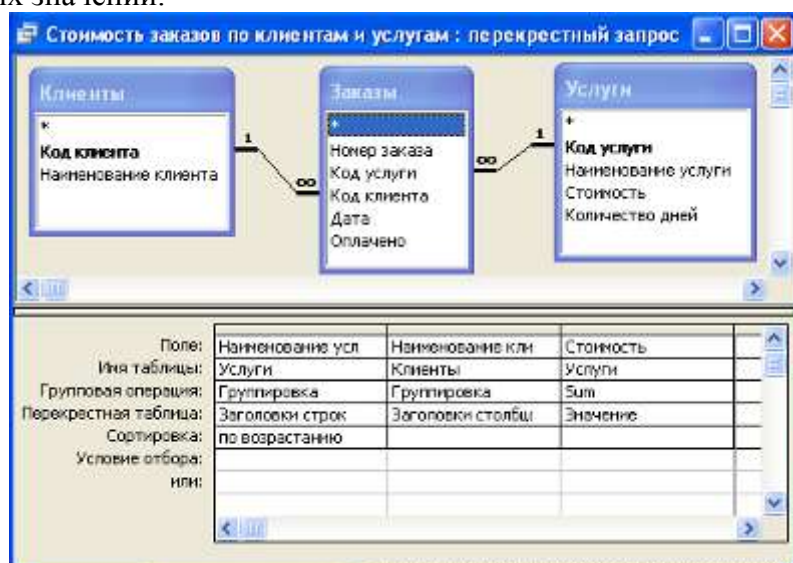 их значений.
Стоимость заказов по клиентам и услугам : перекрестный запрос
Клиенты
*
Код клиента
Наименование клиента
1
∞
Заказы
*
Номер заказа
Код услуги
Код клиента
Дата
Оплачено
∞
1
Услуги
*
Код услуги
Наименование услуги
Стоимость
Количество дней
Поле: Наименование усл Наименование кли Стоимость
Имя таблицы: Услуги Клиенты Услуги
Групповая операция: Группировка Группировка Sum
Перекрестная таблица: Заголовки строк Заголовки столбц Значение
Сортировка: по возрастанию
Условие отбора:
или: